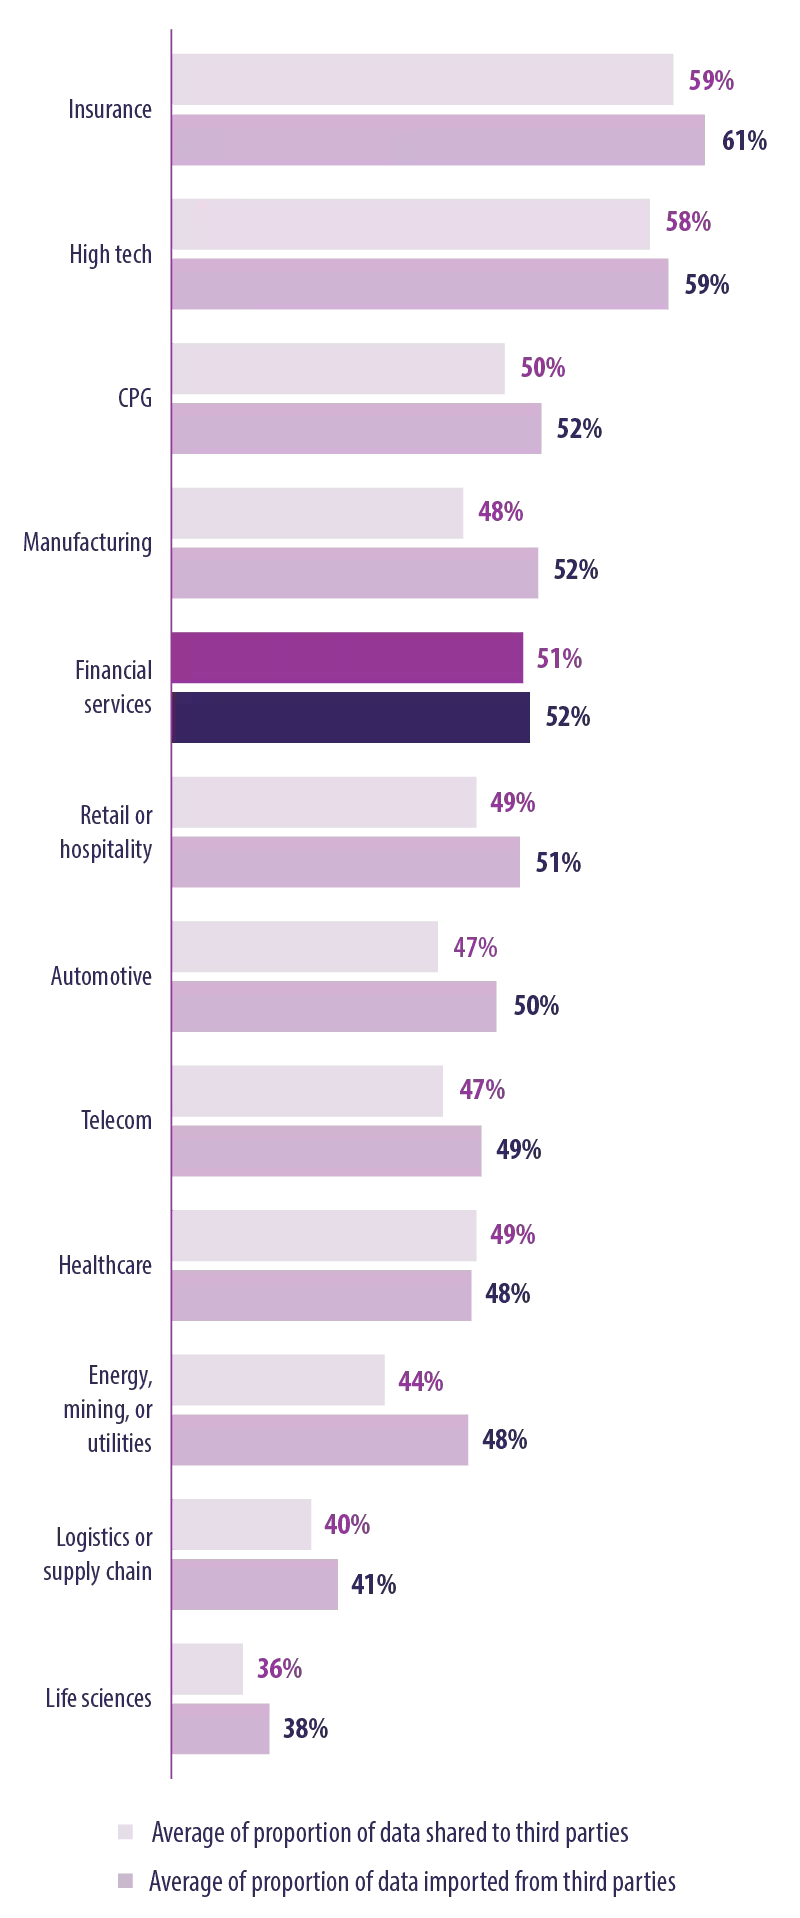 59%
Insurance
61%
58%
High tech
59%
50%
CPG
52%
48%
Manufacturing
52%
51%
Financial
services
52%
49%
Retail or
hospitality
51%
47%
Automotive
50%
47%
Telecom
49%
49%
Healthcare
48%
44%
Energy,
mining, or
utilities
48%
40%
Logistics or
supply chain
41%
36%
Life sciences
38%
Average of proportion of data shared to third parties
Average of proportion of data imported from third parties